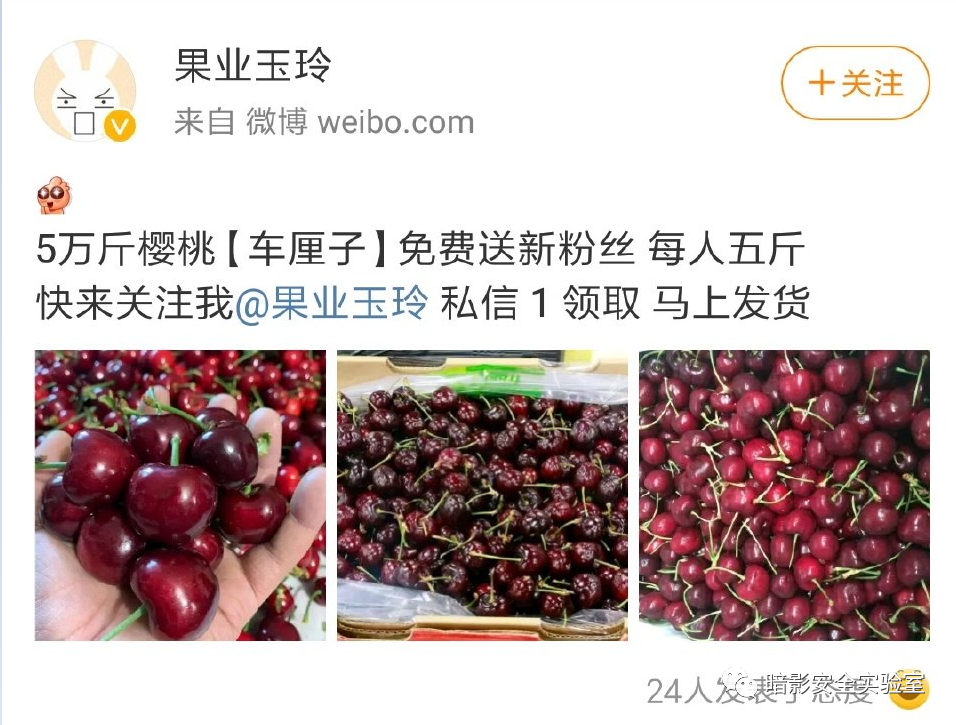 果业玉玲
+关注
来自 微博 weibo.com
5万斤樱桃【车厘子】免费送新粉丝 每人五斤
快来关注我@果业玉玲 私信 1 领取 马上发货
24人发表了态度
暗影安全实验室